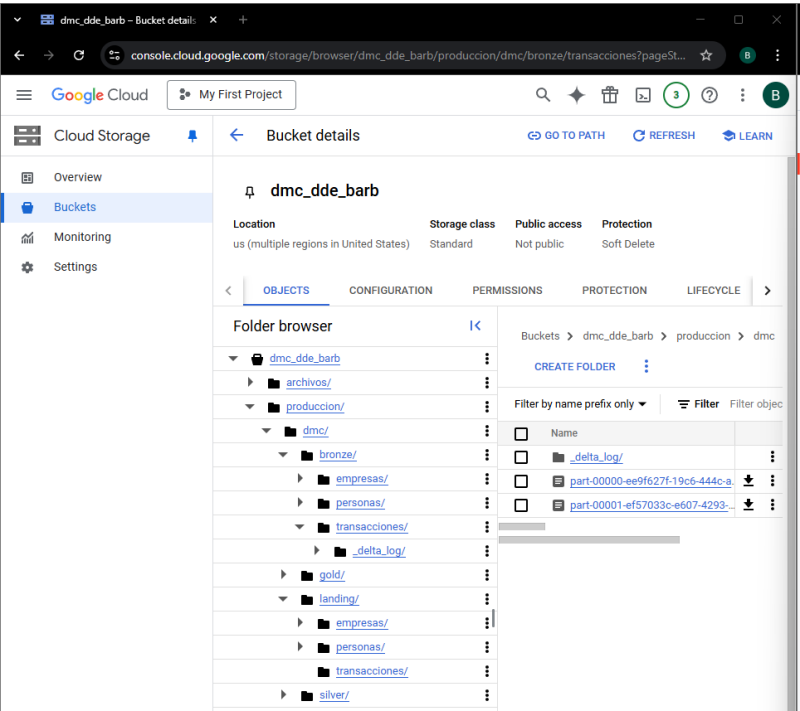 dmc_dde_barb – Bucket details
console.cloud.google.com/storage/browser/dmc_dde_barb/produccion/dmc/bronze/transacciones?pageSt...
B
Google Cloud
My First Project
3
B
Cloud Storage
Bucket details
GO TO PATH
REFRESH
LEARN
Overview
Buckets
Monitoring
Settings
dmc_dde_barb
Location
Storage class
Public access
Protection
us (multiple regions in United States)
Standard
Not public
Soft Delete
OBJECTS
CONFIGURATION
PERMISSIONS
PROTECTION
LIFECYCLE
Folder browser
dmc_dde_barb
archivos/
produccion/
dmc/
bronze/
empresas/
personas/
transacciones/
_delta_log/
gold/
landing/
empresas/
personas/
transacciones/
silver/
Buckets > dmc_dde_barb > produccion > dmc
CREATE FOLDER
Filter by name prefix only
Filter
Filter objec
Name
_delta_log/
part-00000-ee9f627f-19c6-444c-a...
part-00001-ef57033c-e607-4293-...